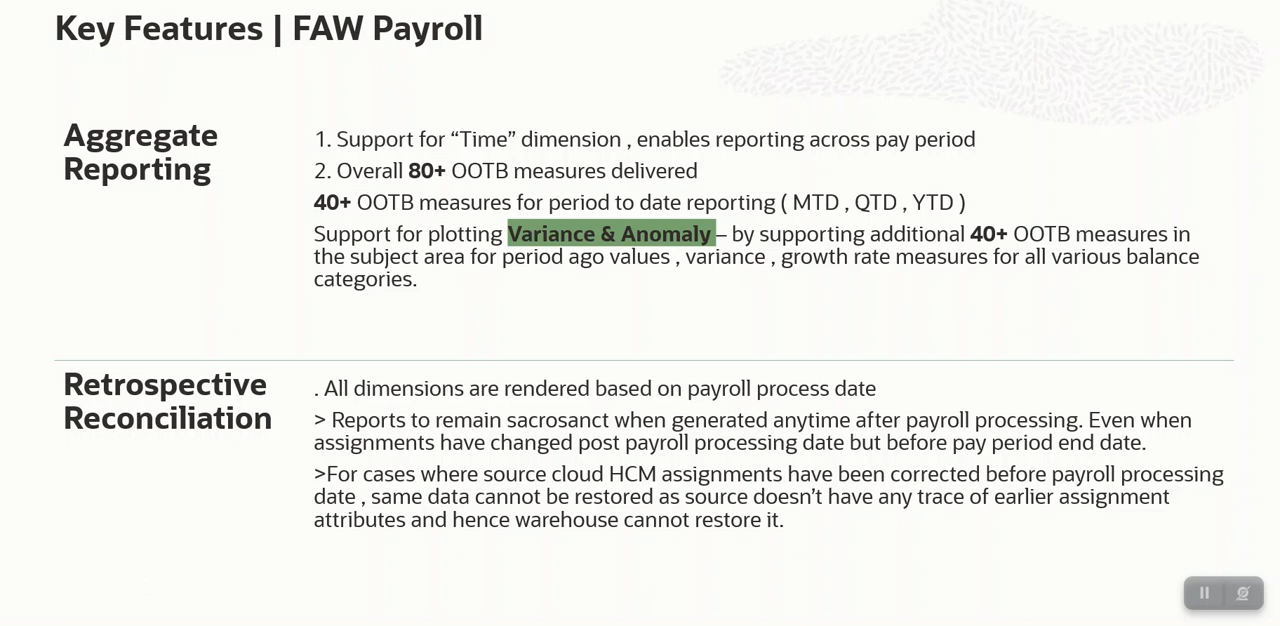 Key Features | FAW Payroll
Aggregate
Reporting
1. Support for “Time” dimension , enables reporting across pay period
2. Overall 80+ OOTB measures delivered
40+ OOTB measures for period to date reporting ( MTD , QTD , YTD )
Support for plotting Variance & Anomaly – by supporting additional 40+ OOTB measures in
the subject area for period ago values , variance , growth rate measures for all various balance
categories.
Retrospective
Reconciliation
. All dimensions are rendered based on payroll process date
> Reports to remain sacrosanct when generated anytime after payroll processing. Even when
assignments have changed post payroll processing date but before pay period end date.
>For cases where source cloud HCM assignments have been corrected before payroll processing
date , same data cannot be restored as source doesn’t have any trace of earlier assignment
attributes and hence warehouse cannot restore it.